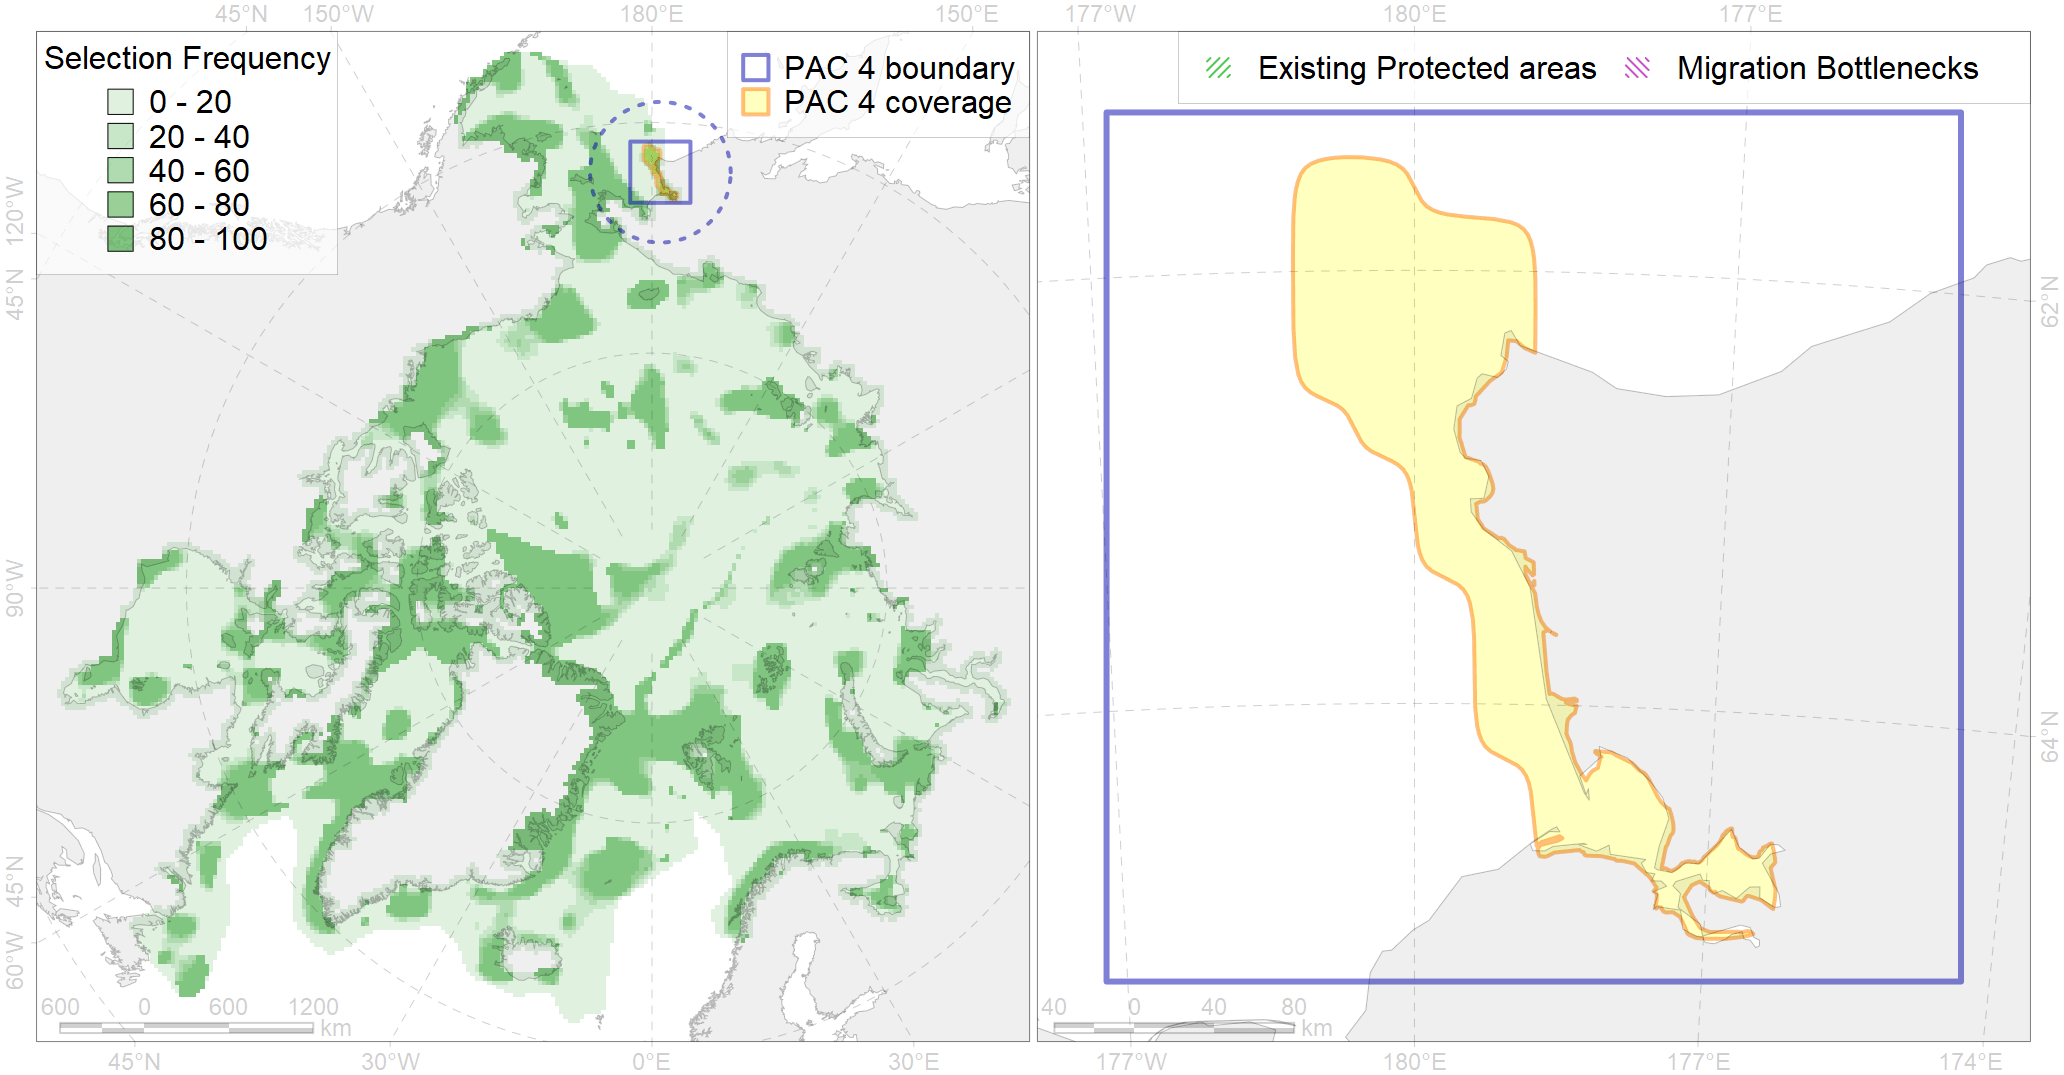 45°N 150°W 180°E 150°E 177°W 180°E 177°E
Selection Frequency
0 - 20
20 - 40
40 - 60
60 - 80
80 - 100
PAC 4 boundary
PAC 4 coverage
Existing Protected areas Migration Bottlenecks
120°W
45°N
90°W
45°N
60°W
62°N
64°N
600 0 600 1200
km
40 0 40 80
km
45°N 30°W 0°E 30°E 177°W 180°E 177°E 174°E